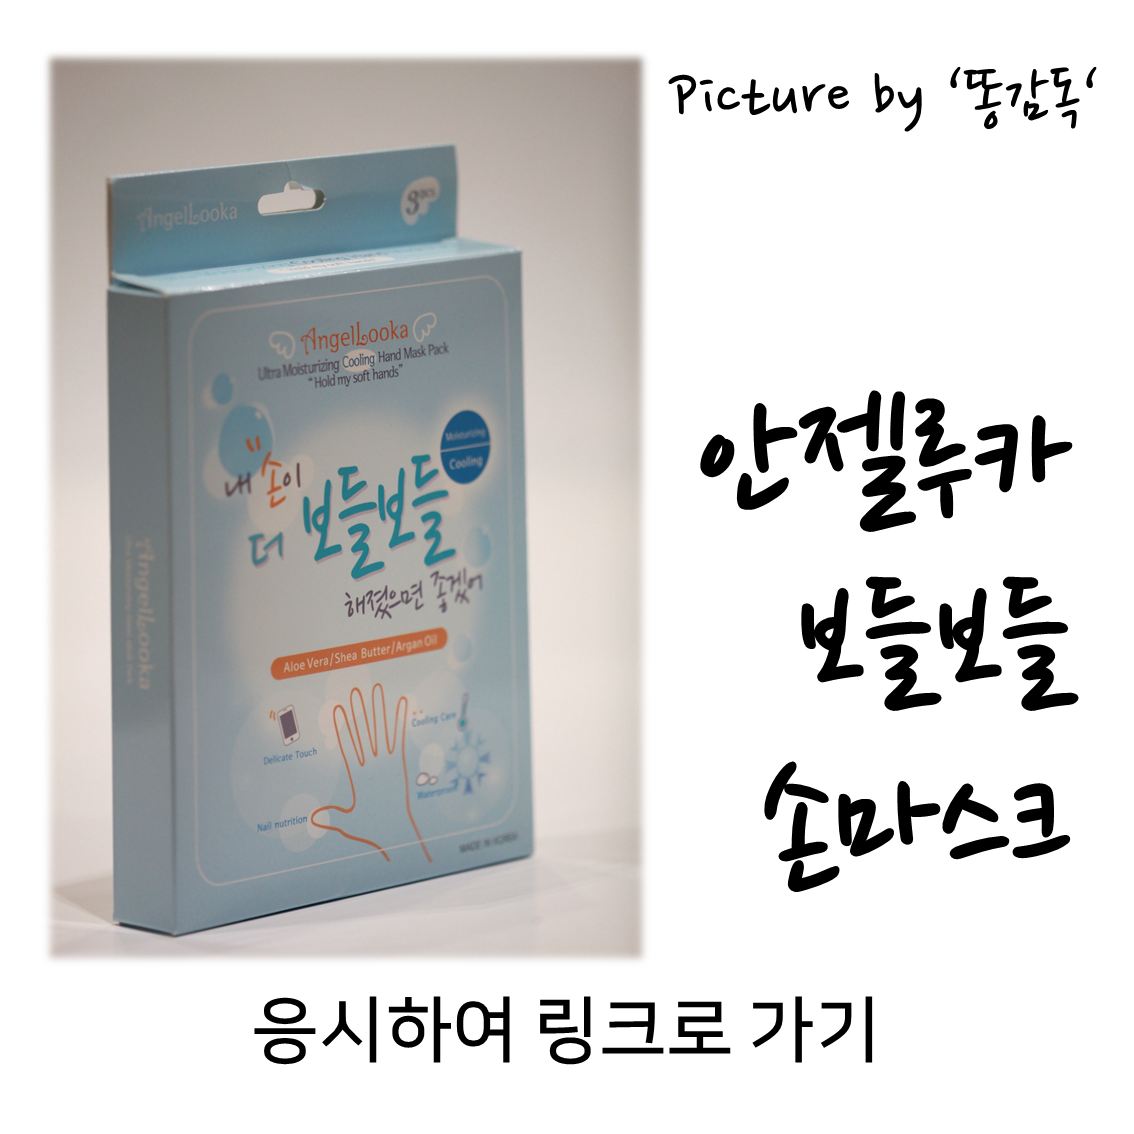 Picture by ‘똥감독‘
AngelLooka
3pcs
AngelLooka
Ultra Moisturizing Cooling Hand Mask Pack
“Hold my soft hands”
Moisturizing
Cooling
내 손이
더 보들보들
해졌으면 좋겠어
Aloe Vera/Shea Butter/Argan Oil
Delicate Touch
Cooling Care
Waterproof
Nail nutrition
MADE IN KOREA
AngelLooka
안젤루카
보들보들
손마스크
응시하여 링크로 가기